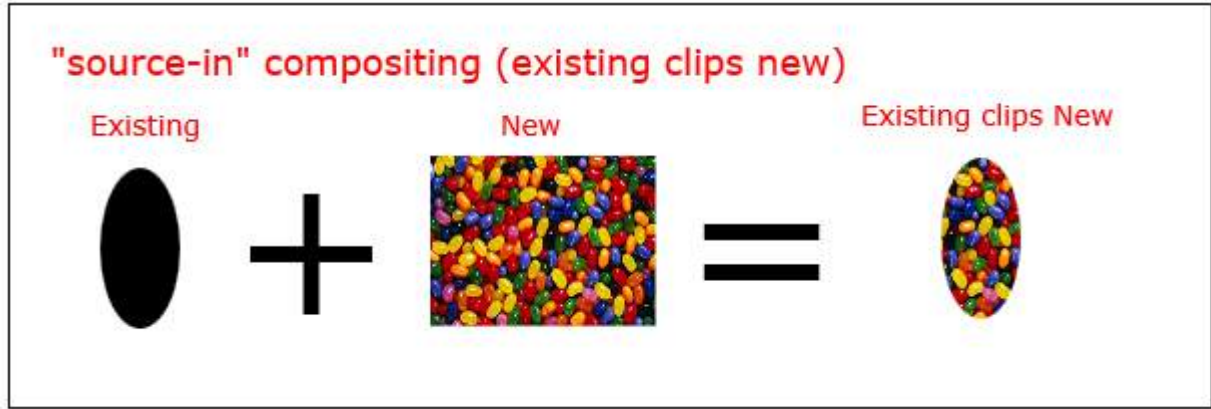 "source-in" compositing (existing clips new)
Existing
New
Existing clips New